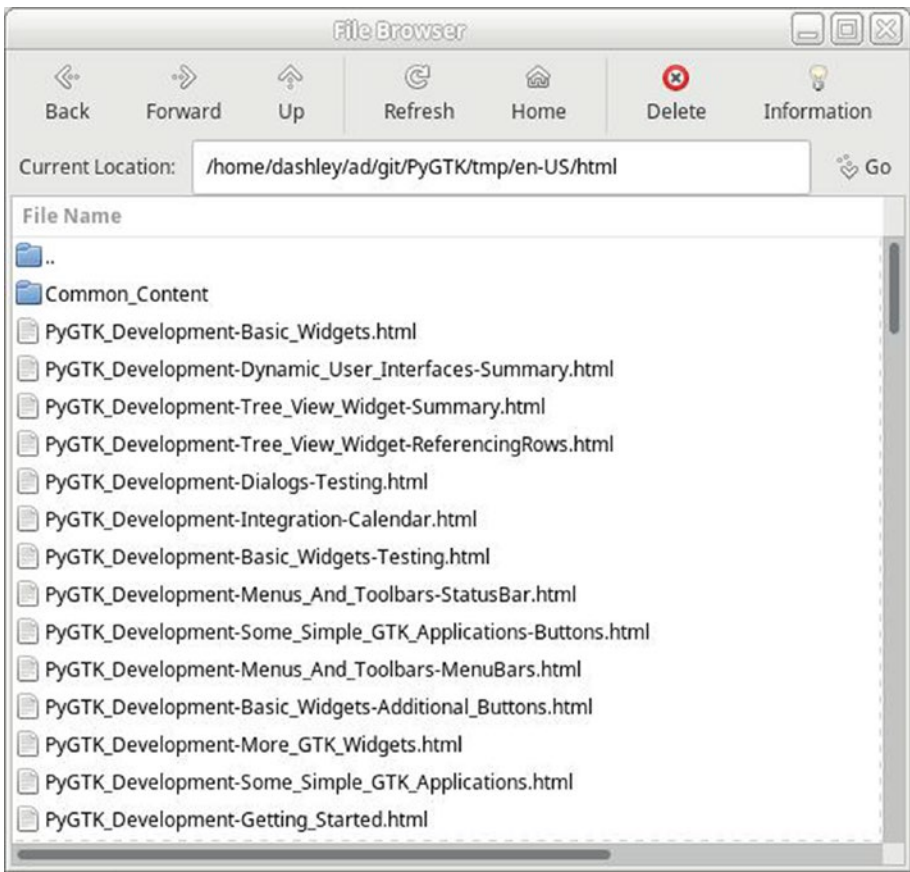 File Browser
Back Forward Up Refresh Home Delete Information
Current Location: /home/dashley/ad/git/PyGTK/tmp/en-US/html Go
File Name
..
Common_Content
PyGTK_Development-Basic_Widgets.html
PyGTK_Development-Dynamic_User_Interfaces-Summary.html
PyGTK_Development-Tree_View_Widget-Summary.html
PyGTK_Development-Tree_View_Widget-ReferencingRows.html
PyGTK_Development-Dialogs-Testing.html
PyGTK_Development-Integration-Calendar.html
PyGTK_Development-Basic_Widgets-Testing.html
PyGTK_Development-Menus_And_Toolbars-StatusBar.html
PyGTK_Development-Some_Simple_GTK_Applications-Buttons.html
PyGTK_Development-Menus_And_Toolbars-MenuBars.html
PyGTK_Development-Basic_Widgets-Additional_Buttons.html
PyGTK_Development-More_GTK_Widgets.html
PyGTK_Development-Some_Simple_GTK_Applications.html
PyGTK_Development-Getting_Started.html